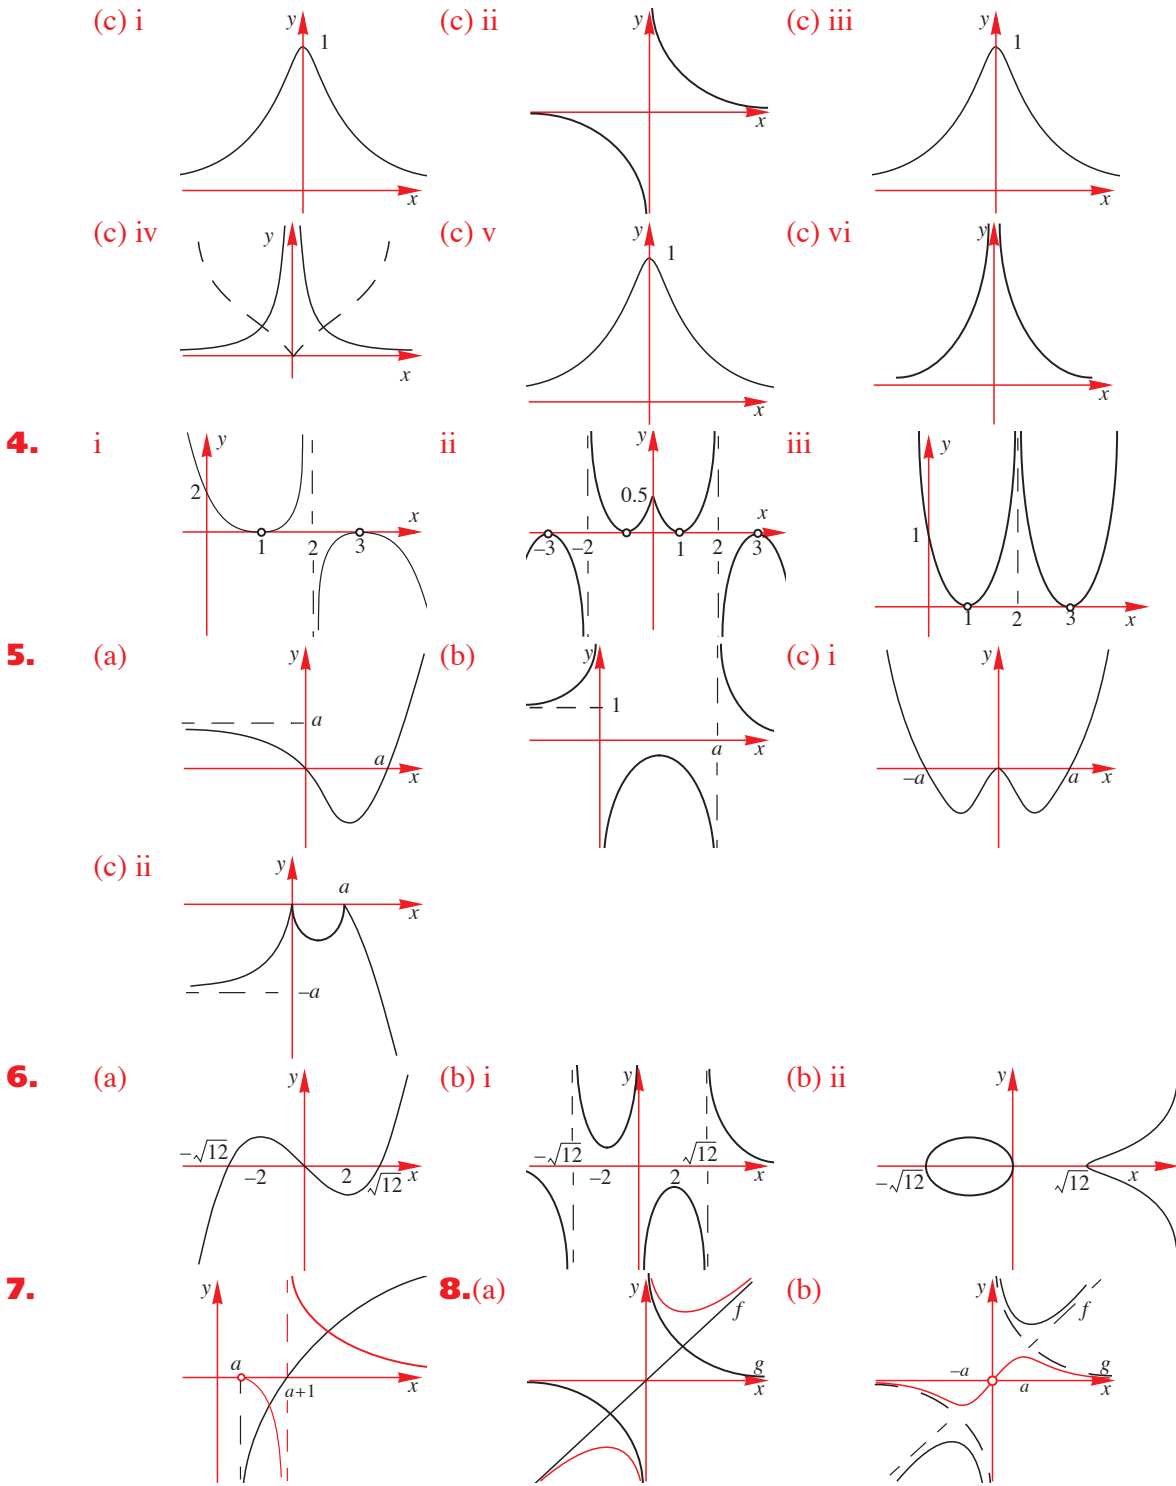 (c) i
(c) ii
(c) iii
y
1
x
y
x
y
1
x
(c) iv
(c) v
(c) vi
y
x
y
1
x
y
x
4.
i
ii
iii
y
2
x
1
2
3
y
0.5
x
–3
–2
1
2
3
y
1
1
2
3
x
5.
(a)
(b)
(c) i
y
a
a
x
y
1
a
x
y
–a
a
x
(c) ii
y
a
x
–a
6.
(a)
(b) i
(b) ii
y
–√12
–2
2
√12
x
y
–√12
–2
2
√12
x
y
–√12
√12
x
7.
8.(a)
(b)
y
a
a+1
x
y
f
g
x
y
f
–a
a
g
x